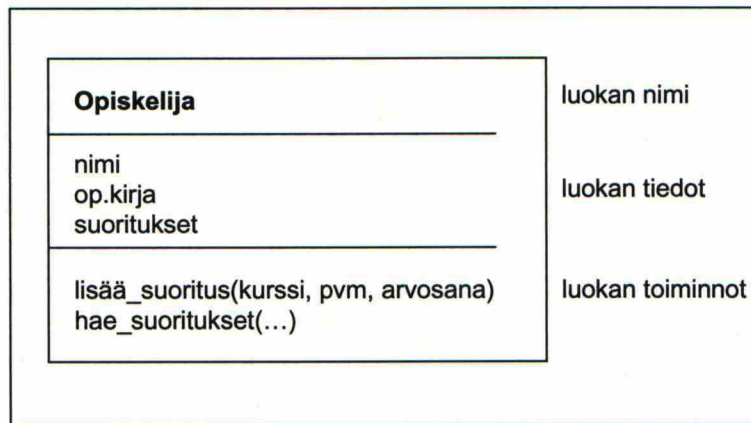 Opiskelija
luokan nimi
nimi
op.kirja
suoritukset
luokan tiedot
lisää_suoritus(kurssi, pvm, arvosana)
hae_suoritukset(...)
luokan toiminnot